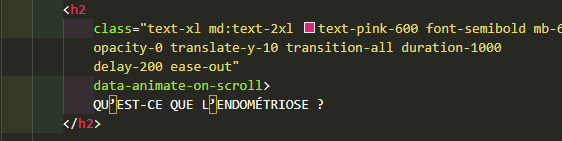 <h2
class="text-xl md:text-2xl text-pink-600 font-semibold mb-6
opacity-0 translate-y-10 transition-all duration-1000
delay-200 ease-out"
data-animate-on-scroll>
QU’EST-CE QUE L’ENDOMÉTRIOSE ?
</h2>